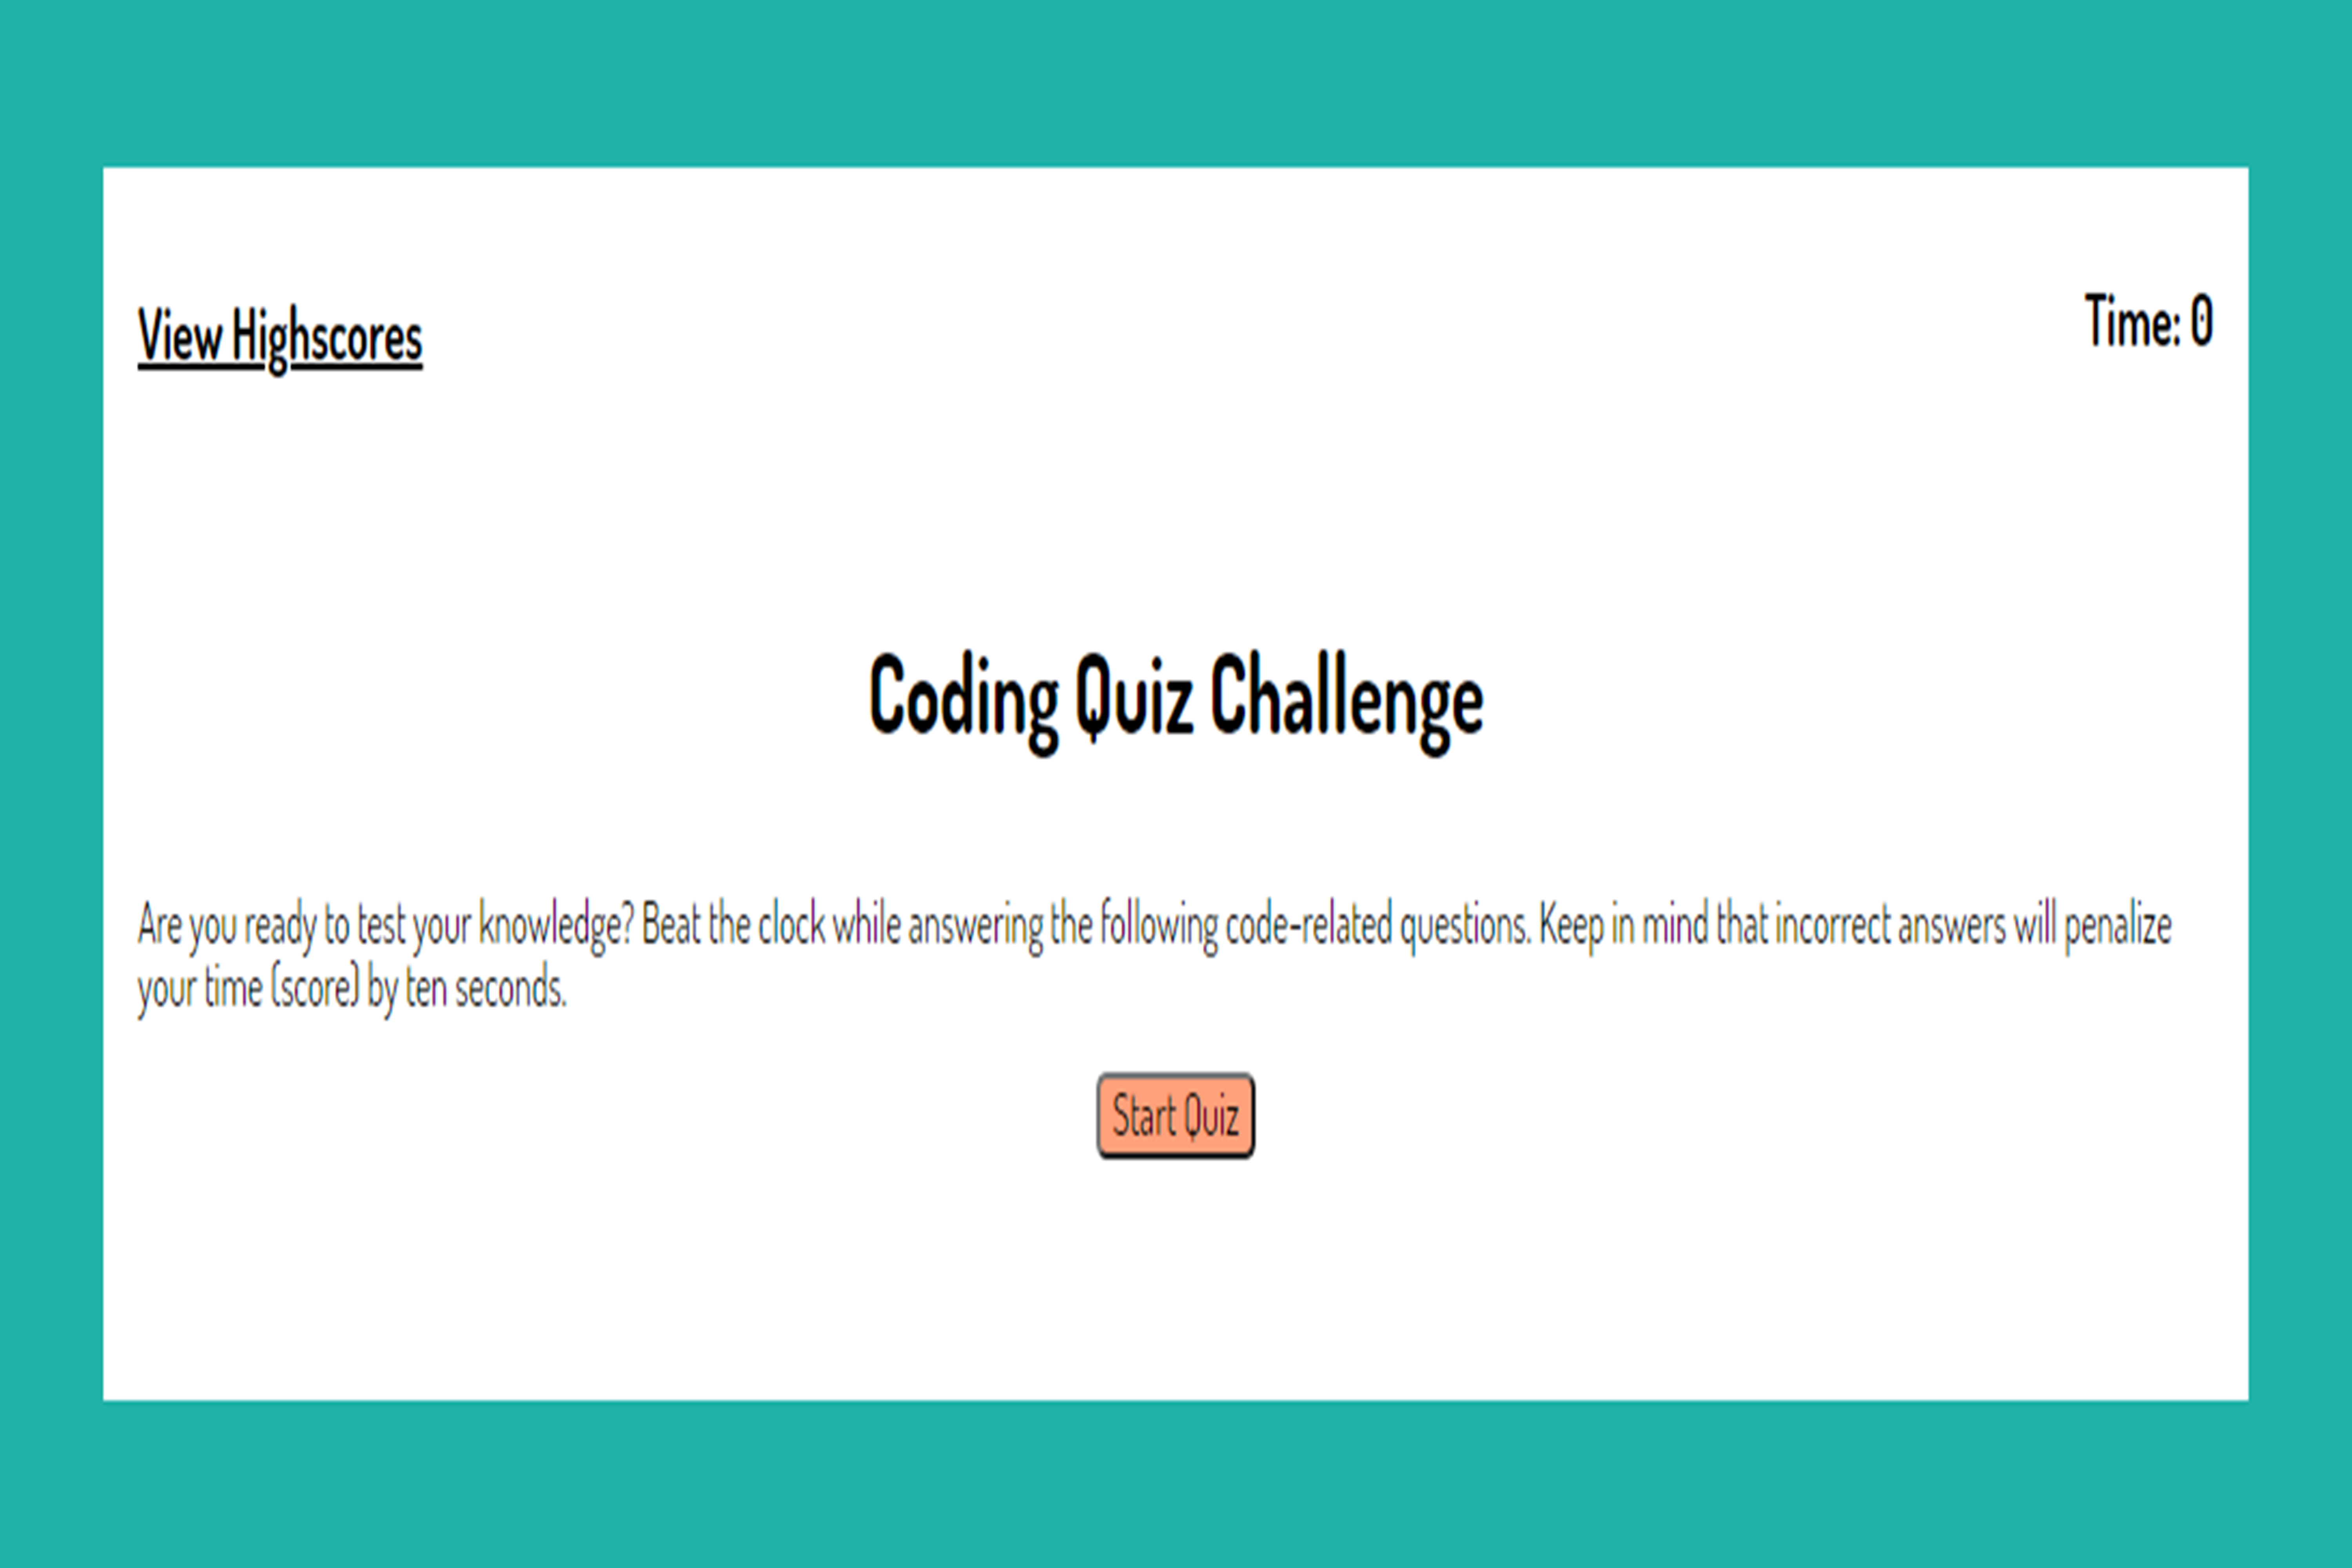 View Highscores
Time: 0
Coding Quiz Challenge
Are you ready to test your knowledge? Beat the clock while answering the following code-related questions. Keep in mind that incorrect answers will penalize
your time (score) by ten seconds.
Start Quiz